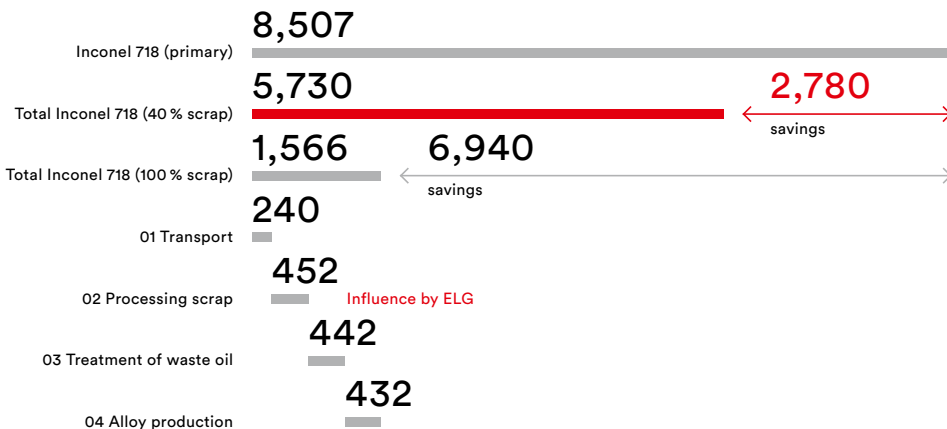 8,507
Inconel 718 (primary)
5,730
2,780
Total Inconel 718 (40 % scrap)
savings
1,566
6,940
Total Inconel 718 (100 % scrap)
savings
240
01 Transport
452
02 Processing scrap
Influence by ELG
442
03 Treatment of waste oil
432
04 Alloy production